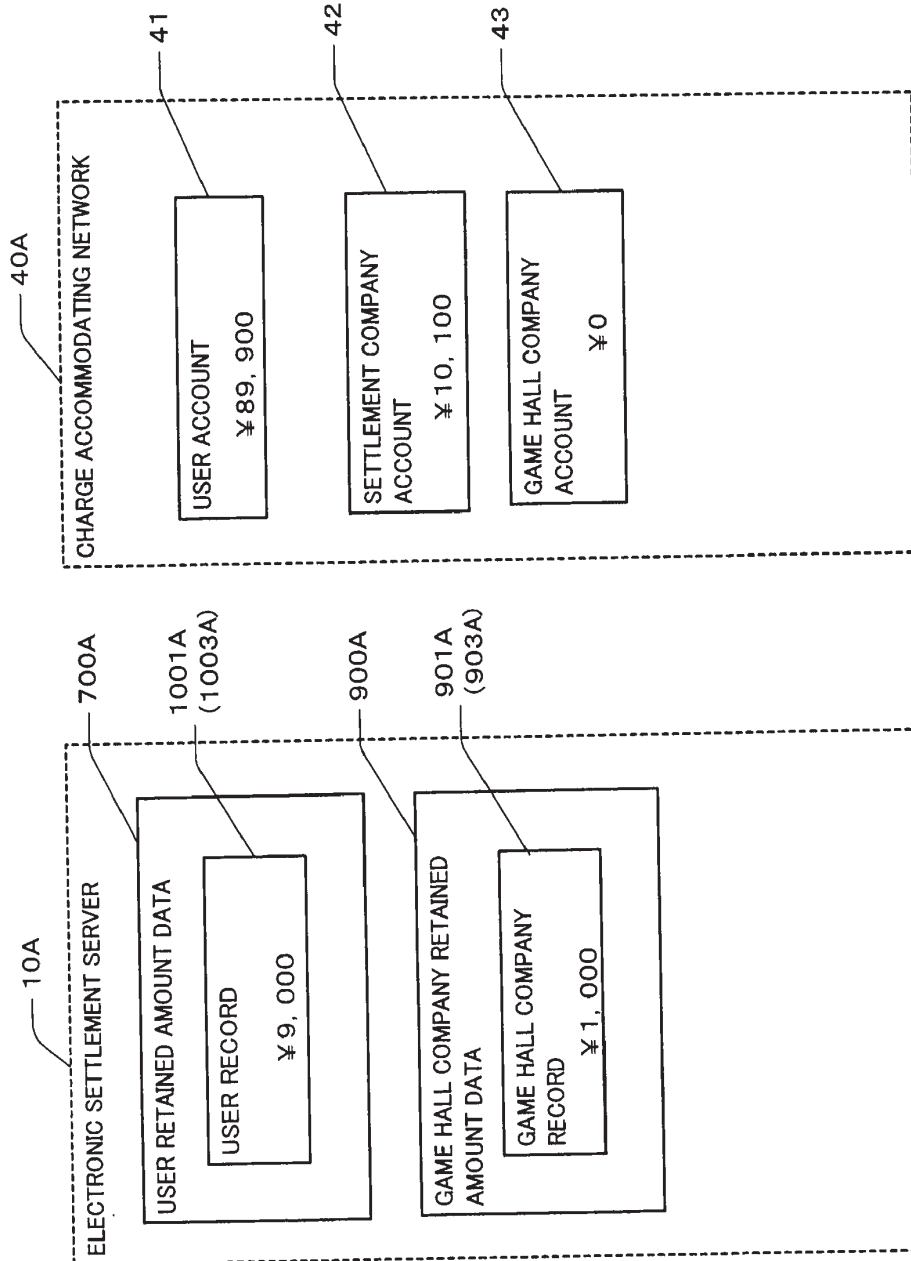 10A
ELECTRONIC SETTLEMENT SERVER
700A
USER RETAINED AMOUNT DATA
1001A
(1003A)
USER RECORD
¥9, 000
900A
GAME HALL COMPANY RETAINED
AMOUNT DATA
901A
(903A)
GAME HALL COMPANY
RECORD
¥1, 000
40A
CHARGE ACCOMMODATING NETWORK
41
USER ACCOUNT
¥89, 900
42
SETTLEMENT COMPANY
ACCOUNT
¥10, 100
43
GAME HALL COMPANY
ACCOUNT
¥0